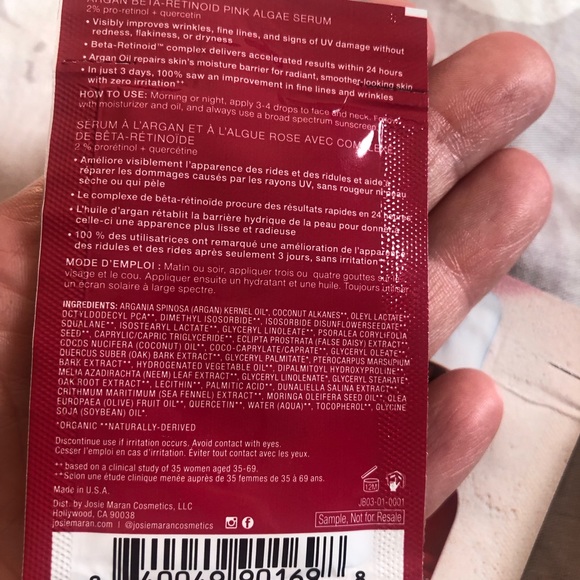 ARGAN BETA-RETINOID PINK ALGAE SERUM
2% pro-retinol + quercetin
• Visibly improves wrinkles, fine lines, and signs of UV damage without
redness, flakiness, or dryness
• Beta-Retinoid™ complex delivers accelerated results within 24 hours
• Argan Oil repairs skin's moisture barrier for radiant, smoother-looking skin
• In just 3 days, 100% saw an improvement in fine lines and wrinkles
with zero irritation**
HOW TO USE: Morning or night, apply 3-4 drops to face and neck.
with moisturizer and oil, and always use a broad spectrum sunscreen
SERUM À L'ARGAN ET À L'ALGUE ROSE AVEC
DE BÊTA-RETINOÏDE
2 % prorétinol + quercétine
• Améliore visiblement l'apparence des rides et des ridules et aide à
réparer les dommages causés par les rayons UV, sans rougeur ni peau
sèche ou qui pèle
• Le complexe de bêta-rétinoïde procure des résultats rapides en 24 heures
• L'huile d'argan rétablit la barrière hydrique de la peau pour donner à
celle-ci une apparence plus lisse et radieuse
• 100 % des utilisatrices ont remarqué une amélioration de l'apparence
des ridules et des rides après seulement 3 jours, sans irritation
MODE D'EMPLOI : Matin ou soir, appliquer trois ou quatre gouttes sur le
visage et le cou. Appliquer ensuite un hydratant et une huile. Toujours utiliser
un écran solaire à large spectre.
INGREDIENTS: ARGANIA SPINOSA (ARGAN) KERNEL OIL*, COCONUT ALKANES**, OLEYL LACTATE**,
OCTYLDODECYL PCA**, DIMETHYL ISOSORBIDE**, ISOSORBIDE DISUNFLOWERSEEDATE**,
SQUALANE**, ISOSTEARYL LACTATE**, GLYCERYL LINOLEATE**, PSORALEA CORYLIFOLIA
SEED**, CAPRYLIC/CAPRIC TRIGLYCERIDE**, ECLIPTA PROSTRATA (FALSE DAISY) EXTRACT**,
COCOS NUCIFERA (COCONUT) OIL**, COCO-CAPRYLATE/CAPRATE**, GLYCERYL OLEATE**,
QUERCUS SUBER (OAK) BARK EXTRACT**, GLYCERYL PALMITATE**, PTEROCARPUS MARSUPIUM
BARK EXTRACT**, HYDROGENATED VEGETABLE OIL**, DIPALMITOYL HYDROXYPROLINE**,
MELIA AZADIRACHTA (NEEM) LEAF EXTRACT**, GLYCERYL LINOLENATE**, GLYCERYL STEARATE**,
OAK ROOT EXTRACT**, LECITHIN**, PALMITIC ACID**, DUNALIELLA SALINA EXTRACT**,
CRITHMUM MARITIMUM (SEA FENNEL) EXTRACT**, MORINGA OLEIFERA SEED OIL**, OLEA
EUROPAEA (OLIVE) FRUIT OIL**, QUERCETIN**, WATER (AQUA)**, TOCOPHEROL**, GLYCINE
SOJA (SOYBEAN) OIL*.
*ORGANIC **NATURALLY-DERIVED
Discontinue use if irritation occurs. Avoid contact with eyes.
Cesser l'emploi en cas d'irritation. Éviter tout contact avec les yeux.
** based on a clinical study of 35 women aged 35-69.
**Selon une étude clinique menée auprès de 35 femmes de 35 à 69 ans.
Made in U.S.A.
Dist. by Josie Maran Cosmetics, LLC
Hollywood, CA 90038
josiemaran.com | @josiemarancosmetics
12M
JB03-01-0001
Sample, Not for Resale
40049 90169 8